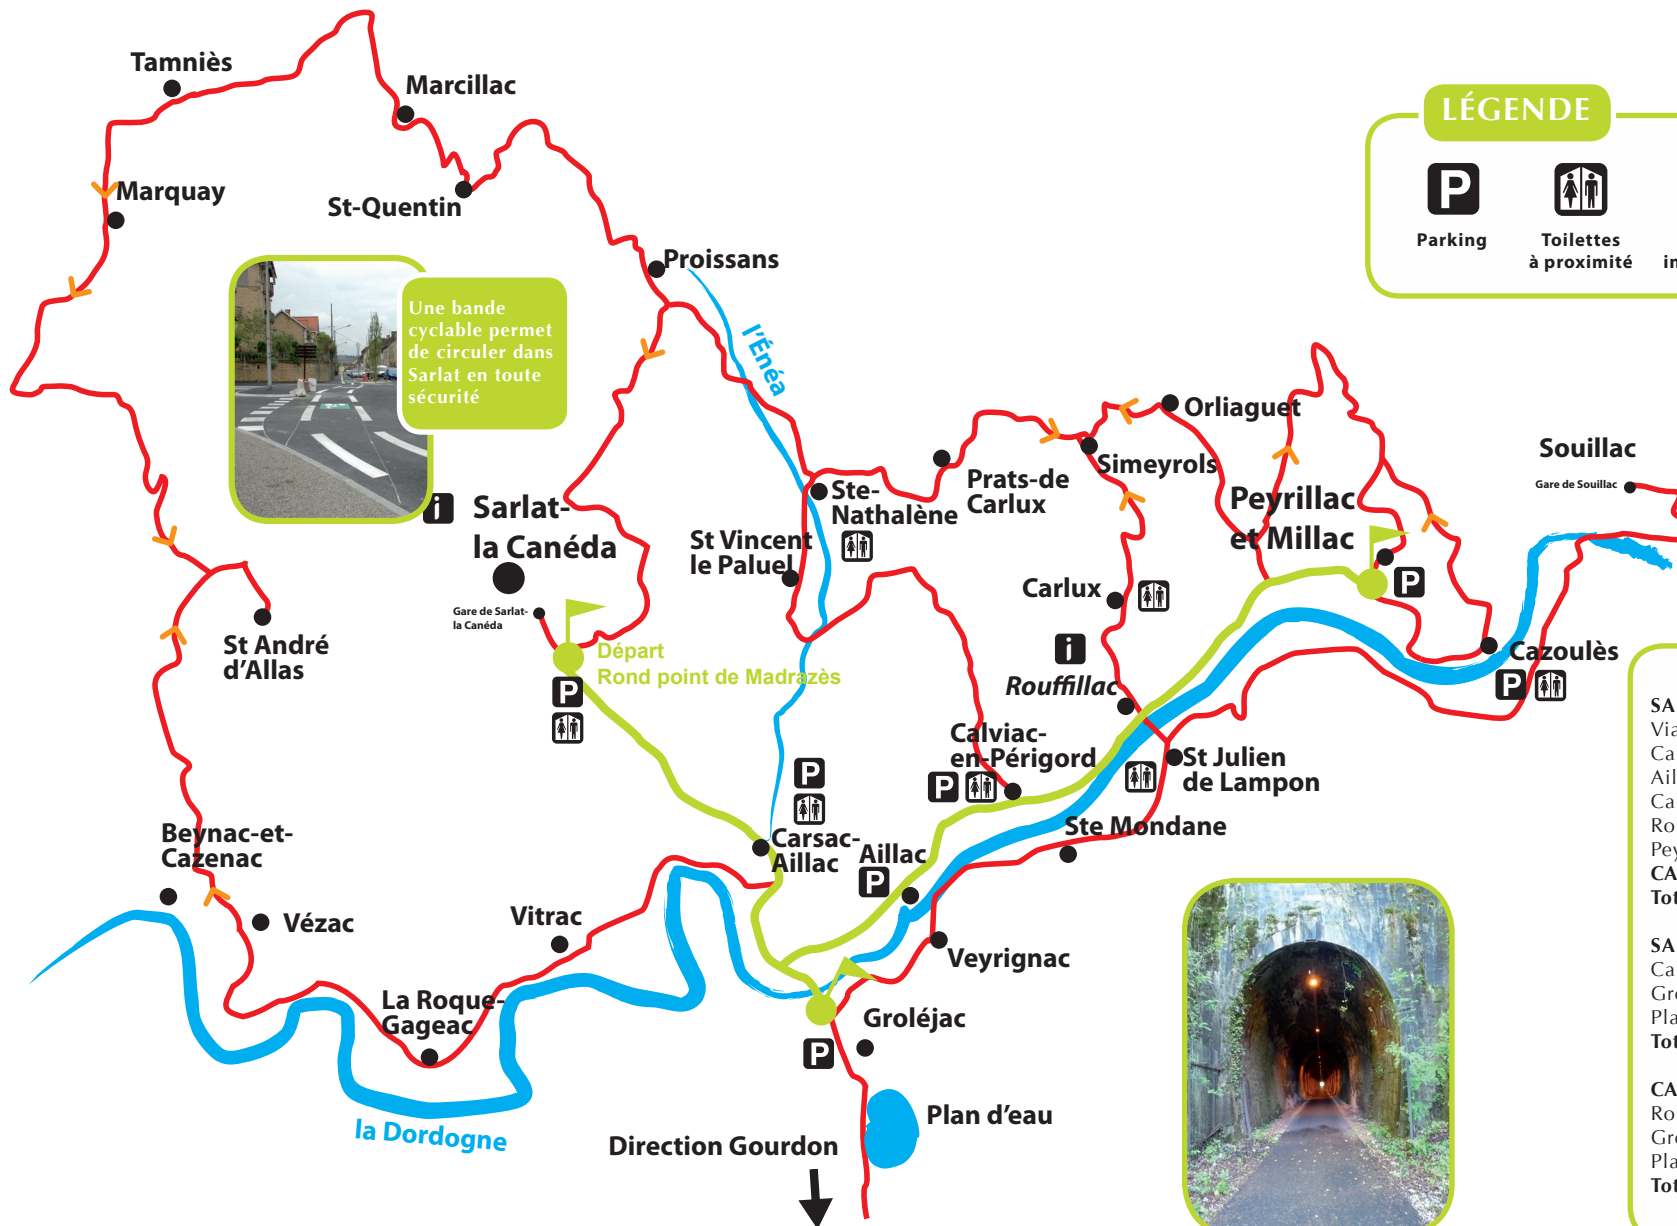 Tamniès
Marcillac
LÉGENDE
P
Parking
Toilettes
à proximité
Marquay
St-Quentin
Proissans
Une bande
cyclable permet
de circuler dans
Sarlat en toute
sécurité
l'Énéa
Orliaguet
Simeyrols
Prats-de
Carlux
Souillac
Gare de Souillac
i
Sarlat-
la Canéda
Ste-
Nathalène
Peyrillac
et Millac
P
St Vincent
le Paluel
Carlux
Gare de Sarlat-
la Canéda
St André
d'Allas
Départ
Rond point de Madrazès
P
i
Rouffillac
Cazoulès
P
Calviac-
en-Périgord
P
St Julien
de Lampon
P
Ste Mondane
Beynac-et-
Cazenac
Carsac-
Aillac
Aillac
P
Vézac
Vitrac
Veyrignac
La Roque-
Gageac
Groléjac
P
la Dordogne
Plan d'eau
Direction Gourdon